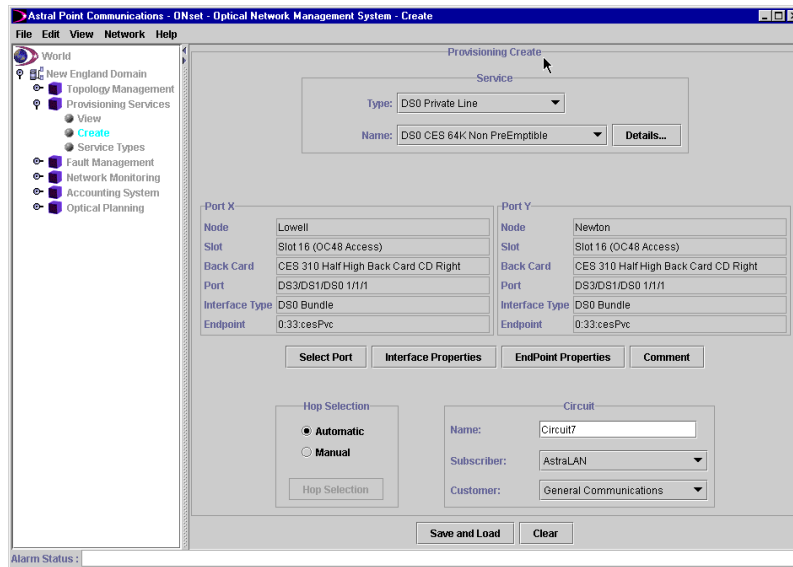 Astral Point Communications - ONset - Optical Network Management System - Create
File Edit View Network Help
World
New England Domain
Topology Management
Provisioning Services
View
Create
Service Types
Fault Management
Network Monitoring
Accounting System
Optical Planning
Provisioning Create
Service
Type: DS0 Private Line
Name: DS0 CES 64K Non PreEmptible Details...
Port X
Node Lowell
Slot Slot 16 (OC48 Access)
Back Card CES 310 Half High Back Card CD Right
Port DS3/DS1/DS0 1/1/1
Interface Type DS0 Bundle
Endpoint 0:33:cesPvc
Port Y
Node Newton
Slot Slot 16 (OC48 Access)
Back Card CES 310 Half High Back Card CD Right
Port DS3/DS1/DS0 1/1/1
Interface Type DS0 Bundle
Endpoint 0:33:cesPvc
Select Port Interface Properties EndPoint Properties Comment
Hop Selection
Automatic
Manual
Hop Selection
Circuit
Name: Circuit7
Subscriber: AstraLAN
Customer: General Communications
Save and Load Clear
Alarm Status :